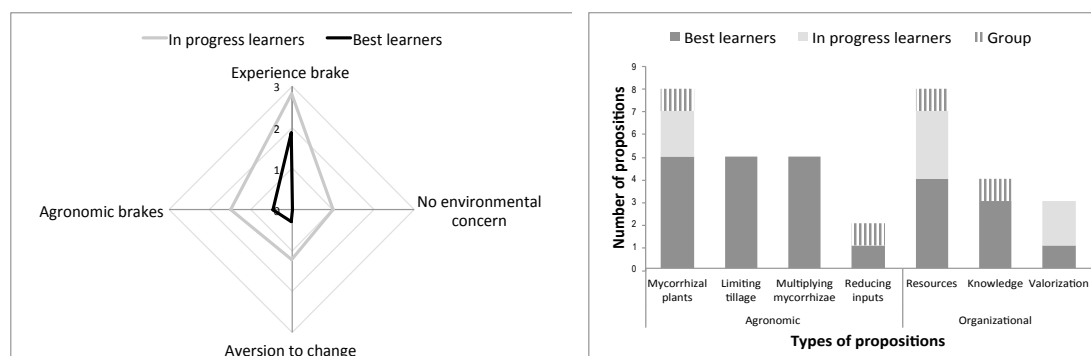 In progress learners Best learners
Experience brake
3
2
1
0
Agronomic brakes
No environmental
concern
Aversion to change
Best learners In progress learners Group
Number of propositions
9
8
7
6
5
4
3
2
1
0
Mycorrhizal
plants
Limiting
tillage
Multiplying
mycorrhizae
Reducing
inputs
Resources
Knowledge
Valorization
Agronomic
Organizational
Types of propositions